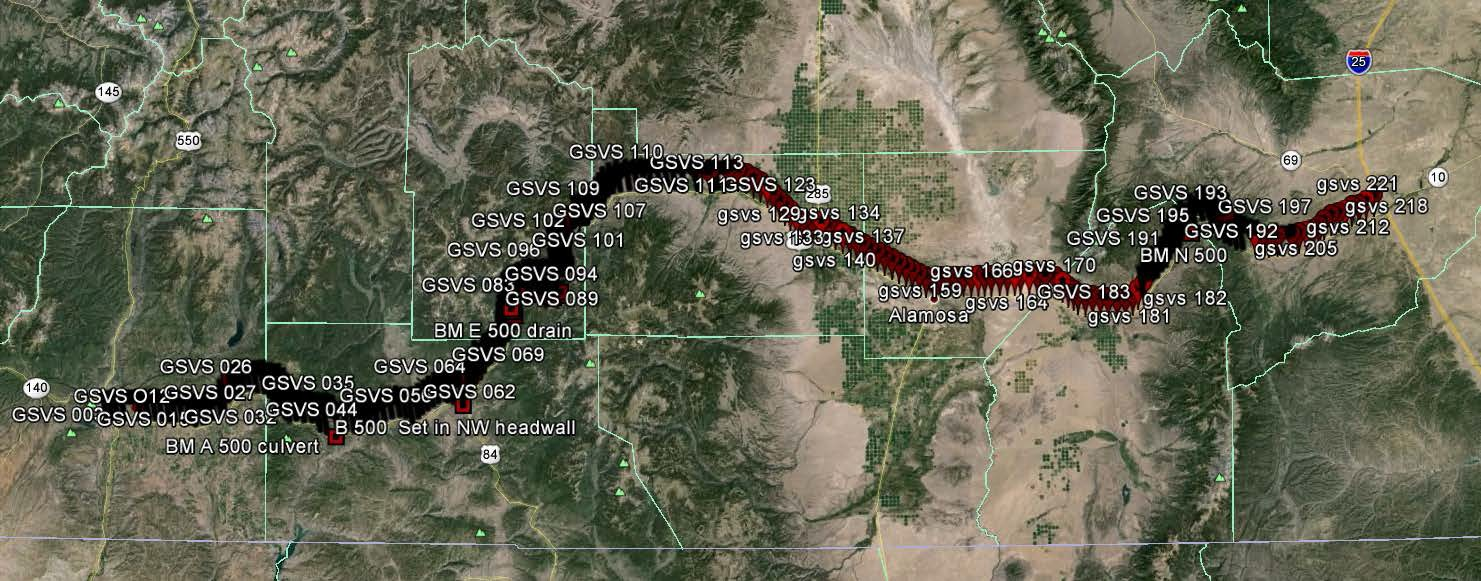 25
145
550
GSVS 110
GSVS 113
69
10
GSVS 109
GSVS 111
GSVS 123
285
gsvs 221
GSVS 193
GSVS 102
GSVS 107
gsvs 129
gsvs 134
GSVS 195
GSVS 197
gsvs 218
GSVS 096
GSVS 101
gsvs 133
gsvs 137
GSVS 191
GSVS 192
gsvs 212
gsvs 205
gsvs 140
BM N 500
GSVS 094
gsvs 166
gsvs 170
GSVS 083
GSVS 089
gsvs 159
gsvs 164
GSVS 183
gsvs 182
Alamosa
gsvs 181
BM E 500 drain
GSVS 069
GSVS 026
GSVS 064
140
GSVS O12
GSVS 027
GSVS 035
GSVS 062
GSVS 032
GSVS 044
B 500 Set in NW headwall
BM A 500 culvert
84